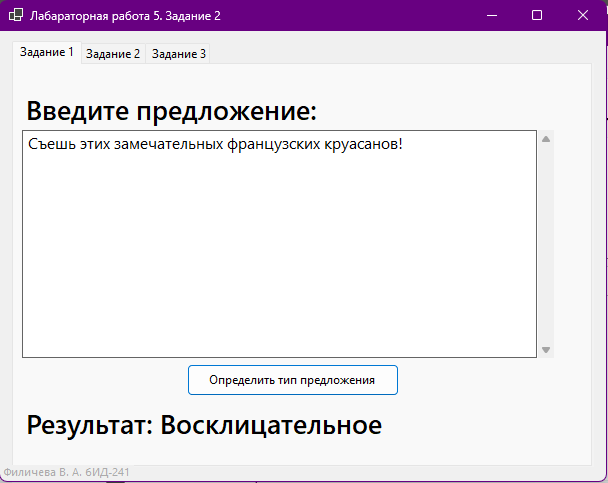 Лабараторная работа 5. Задание 2
Задание 1 Задание 2 Задание 3
Введите предложение:
Съешь этих замечательных французских круасанов!
Определить тип предложения
Результат: Восклицательное
Филичева В. А. 6ИД-241